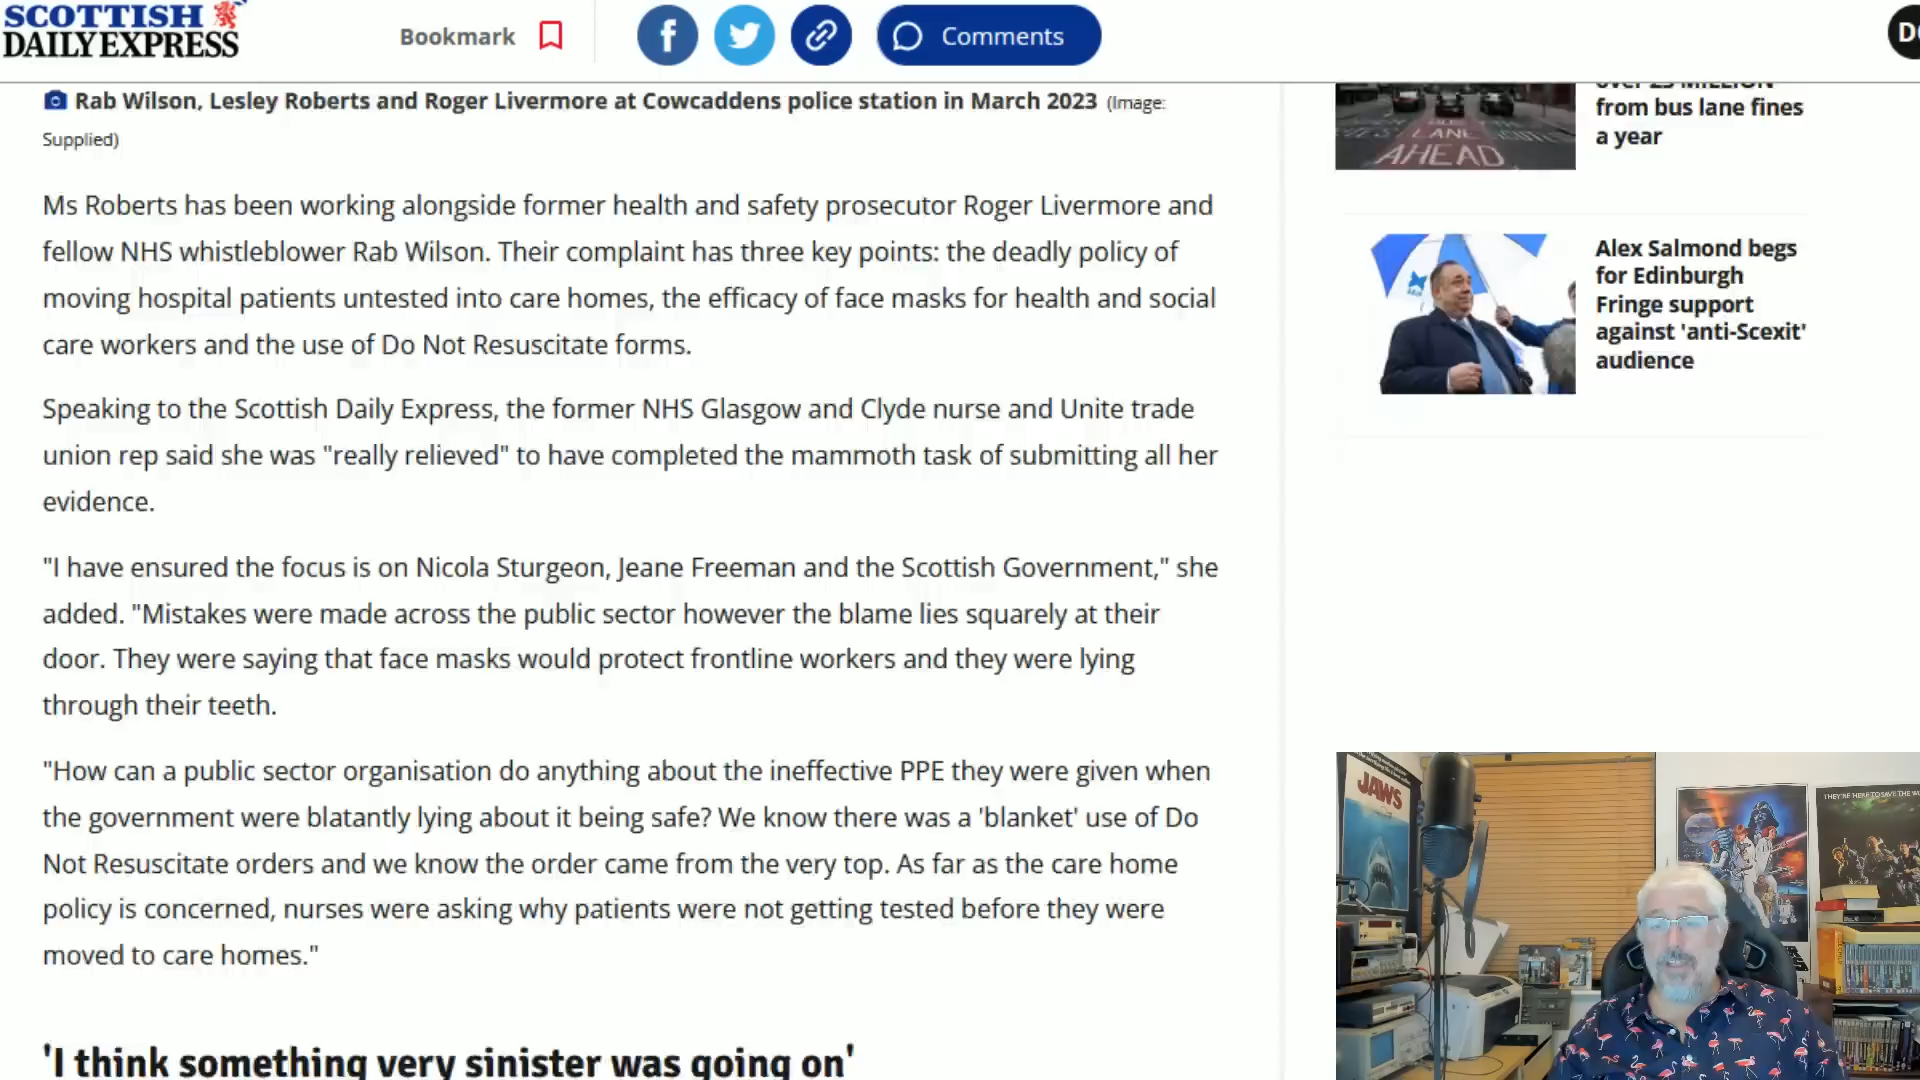 SCOTTISH
DAILY EXPRESS
Bookmark
f
Comments
Rab Wilson, Lesley Roberts and Roger Livermore at Cowcaddens police station in March 2023 (Image:
Supplied)
Ms Roberts has been working alongside former health and safety prosecutor Roger Livermore and
fellow NHS whistleblower Rab Wilson. Their complaint has three key points: the deadly policy of
moving hospital patients untested into care homes, the efficacy of face masks for health and social
care workers and the use of Do Not Resuscitate forms.
Speaking to the Scottish Daily Express, the former NHS Glasgow and Clyde nurse and Unite trade
union rep said she was "really relieved" to have completed the mammoth task of submitting all her
evidence.
"I have ensured the focus is on Nicola Sturgeon, Jeane Freeman and the Scottish Government," she
added. "Mistakes were made across the public sector however the blame lies squarely at their
door. They were saying that face masks would protect frontline workers and they were lying
through their teeth.
"How can a public sector organisation do anything about the ineffective PPE they were given when
the government were blatantly lying about it being safe? We know there was a 'blanket' use of Do
Not Resuscitate orders and we know the order came from the very top. As far as the care home
policy is concerned, nurses were asking why patients were not getting tested before they were
moved to care homes."
'I think something very sinister was going on'
from bus lane fines
a year
LANE
AHEAD
Alex Salmond begs
for Edinburgh
Fringe support
against 'anti-Scexit'
audience
JAWS
THEY'RE HERE TO SAVE THE